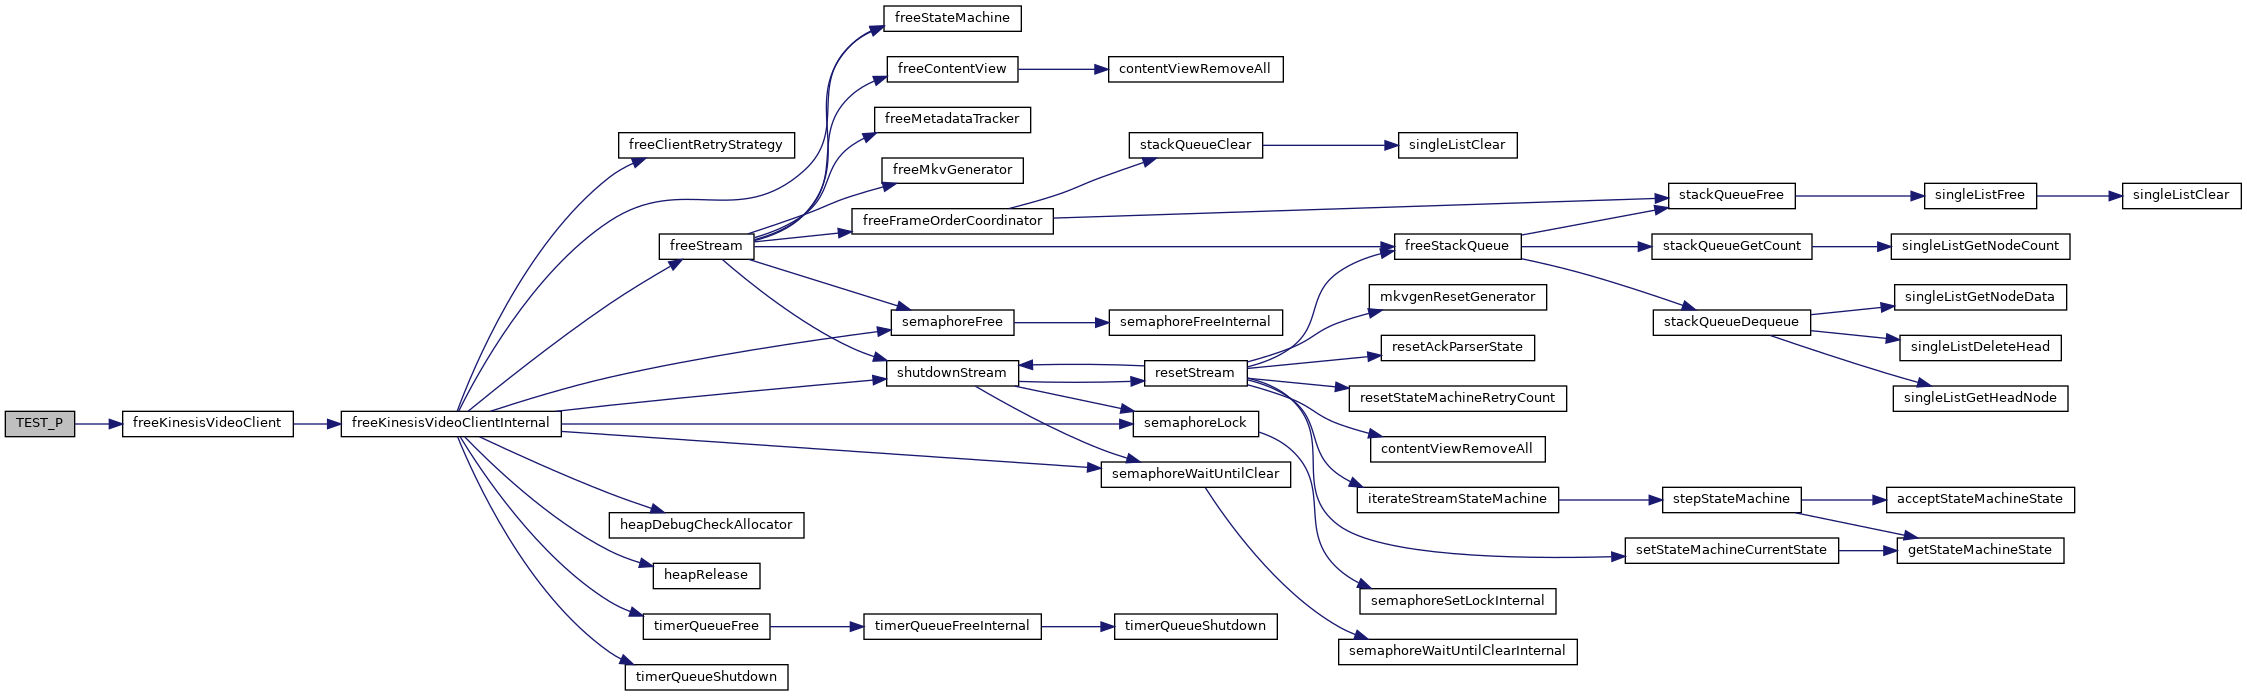 freeStateMachine
freeContentView
contentViewRemoveAll
freeMetadataTracker
freeClientRetryStrategy
stackQueueClear
singleListClear
freeMkvGenerator
stackQueueFree
singleListFree
singleListClear
freeFrameOrderCoordinator
freeStream
freeStackQueue
stackQueueGetCount
singleListGetNodeCount
mkvgenResetGenerator
singleListGetNodeData
semaphoreFree
semaphoreFreeInternal
stackQueueDequeue
resetAckParserState
singleListDeleteHead
shutdownStream
resetStream
resetStateMachineRetryCount
singleListGetHeadNode
TEST_P
freeKinesisVideoClient
freeKinesisVideoClientInternal
semaphoreLock
contentViewRemoveAll
semaphoreWaitUntilClear
iterateStreamStateMachine
stepStateMachine
acceptStateMachineState
heapDebugCheckAllocator
setStateMachineCurrentState
getStateMachineState
heapRelease
semaphoreSetLockInternal
timerQueueFree
timerQueueFreeInternal
timerQueueShutdown
semaphoreWaitUntilClearInternal
timerQueueShutdown